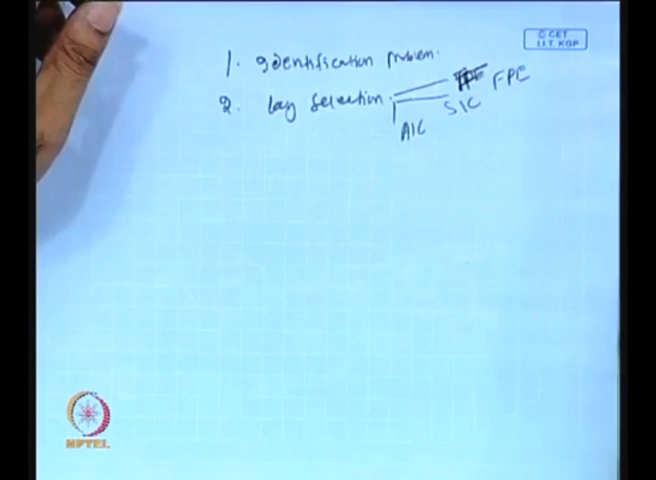 © CET
I.I.T. KGP
1. Identification problem.
2. lag selection. FPE
SIC
AIC
NPTEL